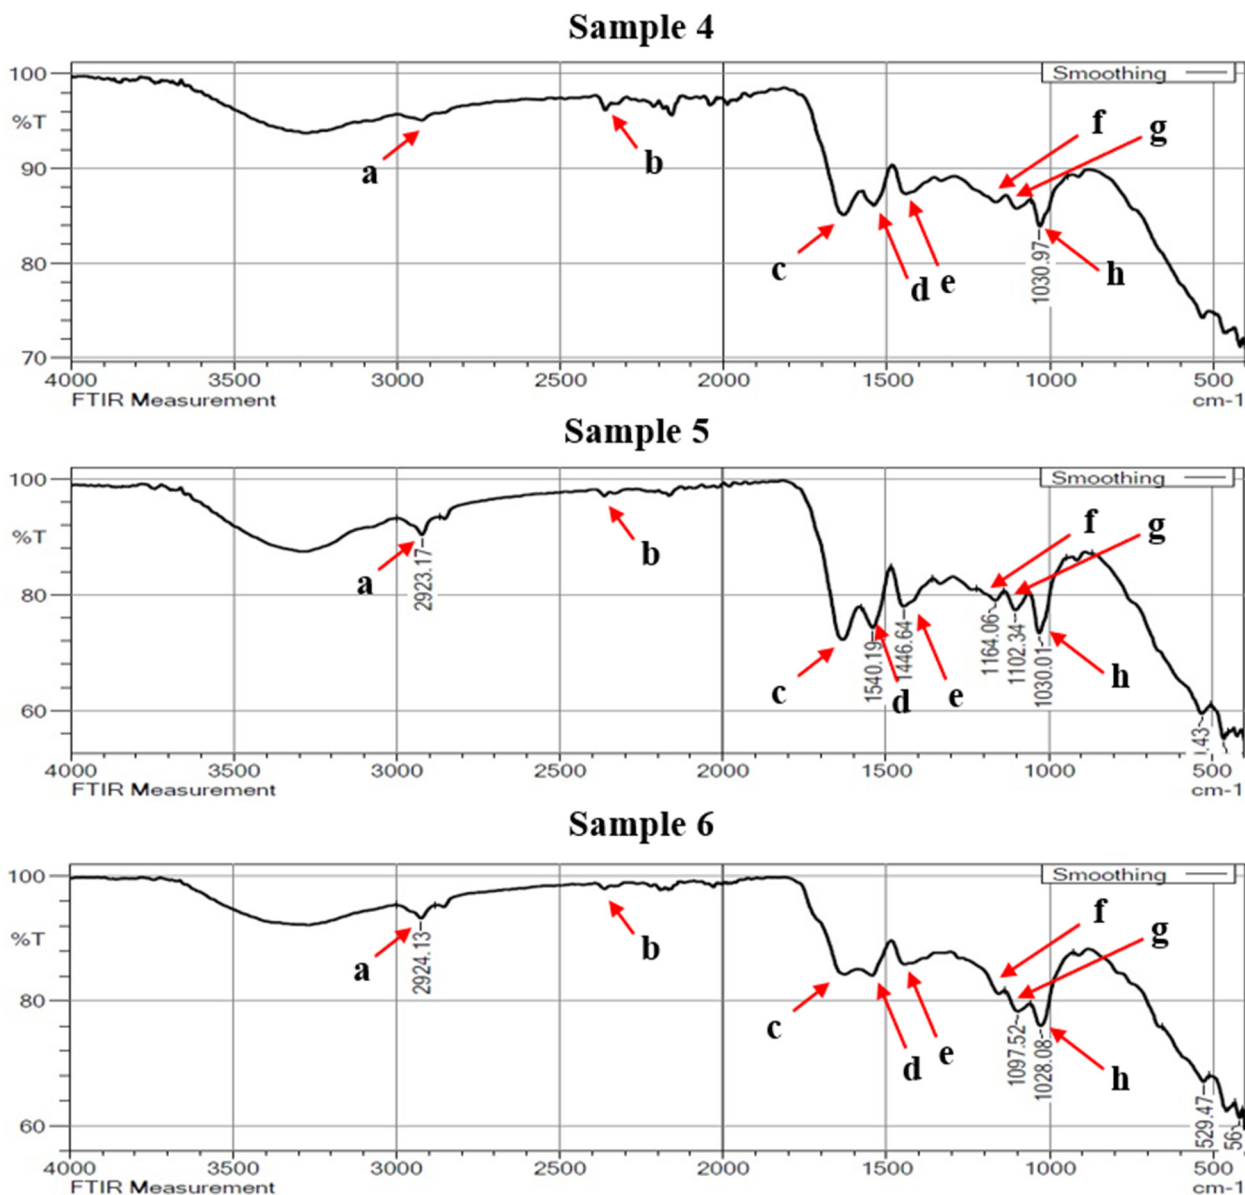 Sample 4
Smoothing
100
%T
90
80
70
a
b
c
d
e
f
g
h
1030.97
4000 3500 3000 2500 2000 1500 1000 500
FTIR Measurement cm-1
Sample 5
Smoothing
100
%T
80
60
a
b
c
d
e
f
g
h
2923.17
1540.19
1446.64
1164.06
1102.34
1030.01
.43
4000 3500 3000 2500 2000 1500 1000 500
FTIR Measurement cm-1
Sample 6
Smoothing
100
%T
80
60
a
b
c
d
e
f
g
h
2924.13
1097.52
1028.08
529.47
56
4000 3500 3000 2500 2000 1500 1000 500
FTIR Measurement cm-1